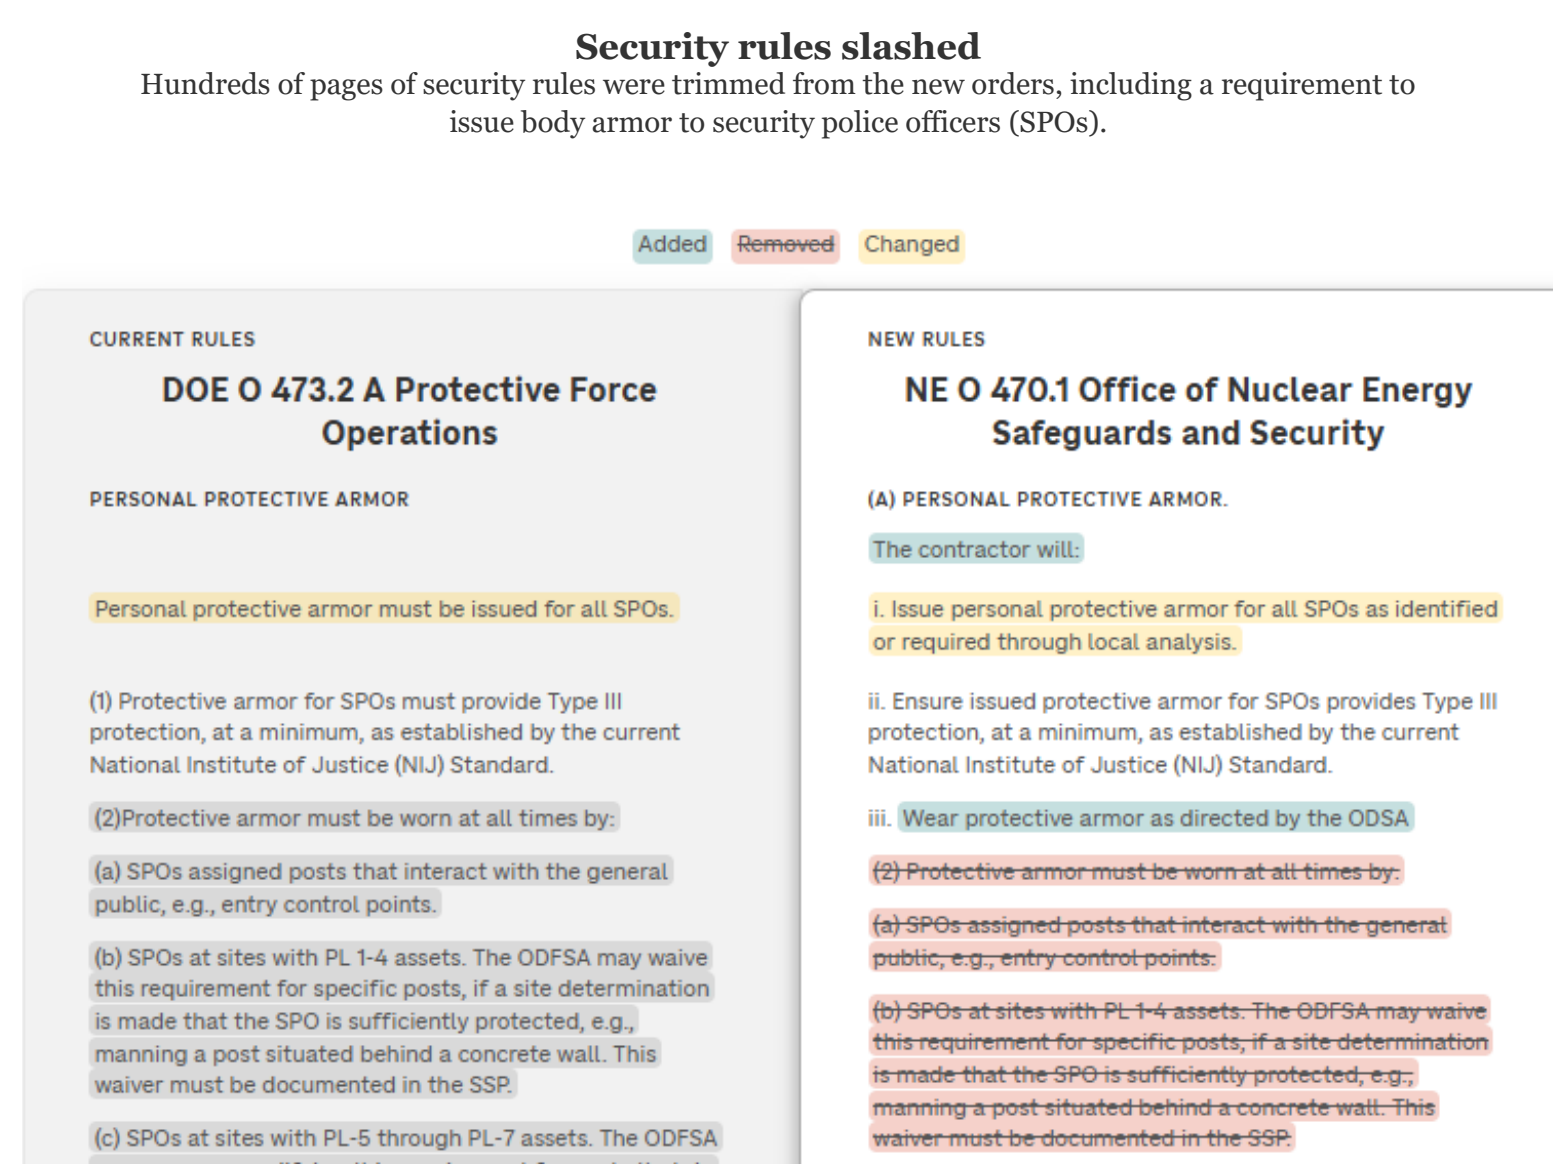 Security rules slashed
Hundreds of pages of security rules were trimmed from the new orders, including a requirement to
issue body armor to security police officers (SPOs).
Added Removed Changed
CURRENT RULES
DOE O 473.2 A Protective Force
Operations
PERSONAL PROTECTIVE ARMOR
Personal protective armor must be issued for all SPOs.
(1) Protective armor for SPOs must provide Type III
protection, at a minimum, as established by the current
National Institute of Justice (NIJ) Standard.
(2)Protective armor must be worn at all times by:
(a) SPOs assigned posts that interact with the general
public, e.g., entry control points.
(b) SPOs at sites with PL 1-4 assets. The ODFSA may waive
this requirement for specific posts, if a site determination
is made that the SPO is sufficiently protected, e.g.,
manning a post situated behind a concrete wall. This
waiver must be documented in the SSP.
(c) SPOs at sites with PL-5 through PL-7 assets. The ODFSA
NEW RULES
NE O 470.1 Office of Nuclear Energy
Safeguards and Security
(A) PERSONAL PROTECTIVE ARMOR.
The contractor will:
i. Issue personal protective armor for all SPOs as identified
or required through local analysis.
ii. Ensure issued protective armor for SPOs provides Type III
protection, at a minimum, as established by the current
National Institute of Justice (NIJ) Standard.
iii. Wear protective armor as directed by the ODSA
(2) Protective armor must be worn at all times by:
(a) SPOs assigned posts that interact with the general
public, e.g., entry control points.
(b) SPOs at sites with PL 1-4 assets. The ODFSA may waive
this requirement for specific posts, if a site determination
is made that the SPO is sufficiently protected, e.g.,
manning a post situated behind a concrete wall. This
waiver must be documented in the SSP.